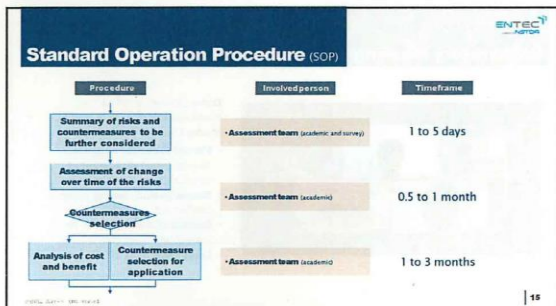 ENTEC
NSTDA
Standard Operation Procedure (SOP)
Procedure
Involved person
Timeframe
Summary of risks and
countermeasures to be
further considered
• Assessment team (academic and survey)
1 to 5 days
Assessment of change
over time of the risks
• Assessment team (academic)
0.5 to 1 month
Countermeasures
selection
Analysis of cost
and benefit
Countermeasure
selection for
application
• Assessment team (academic)
1 to 3 months
15